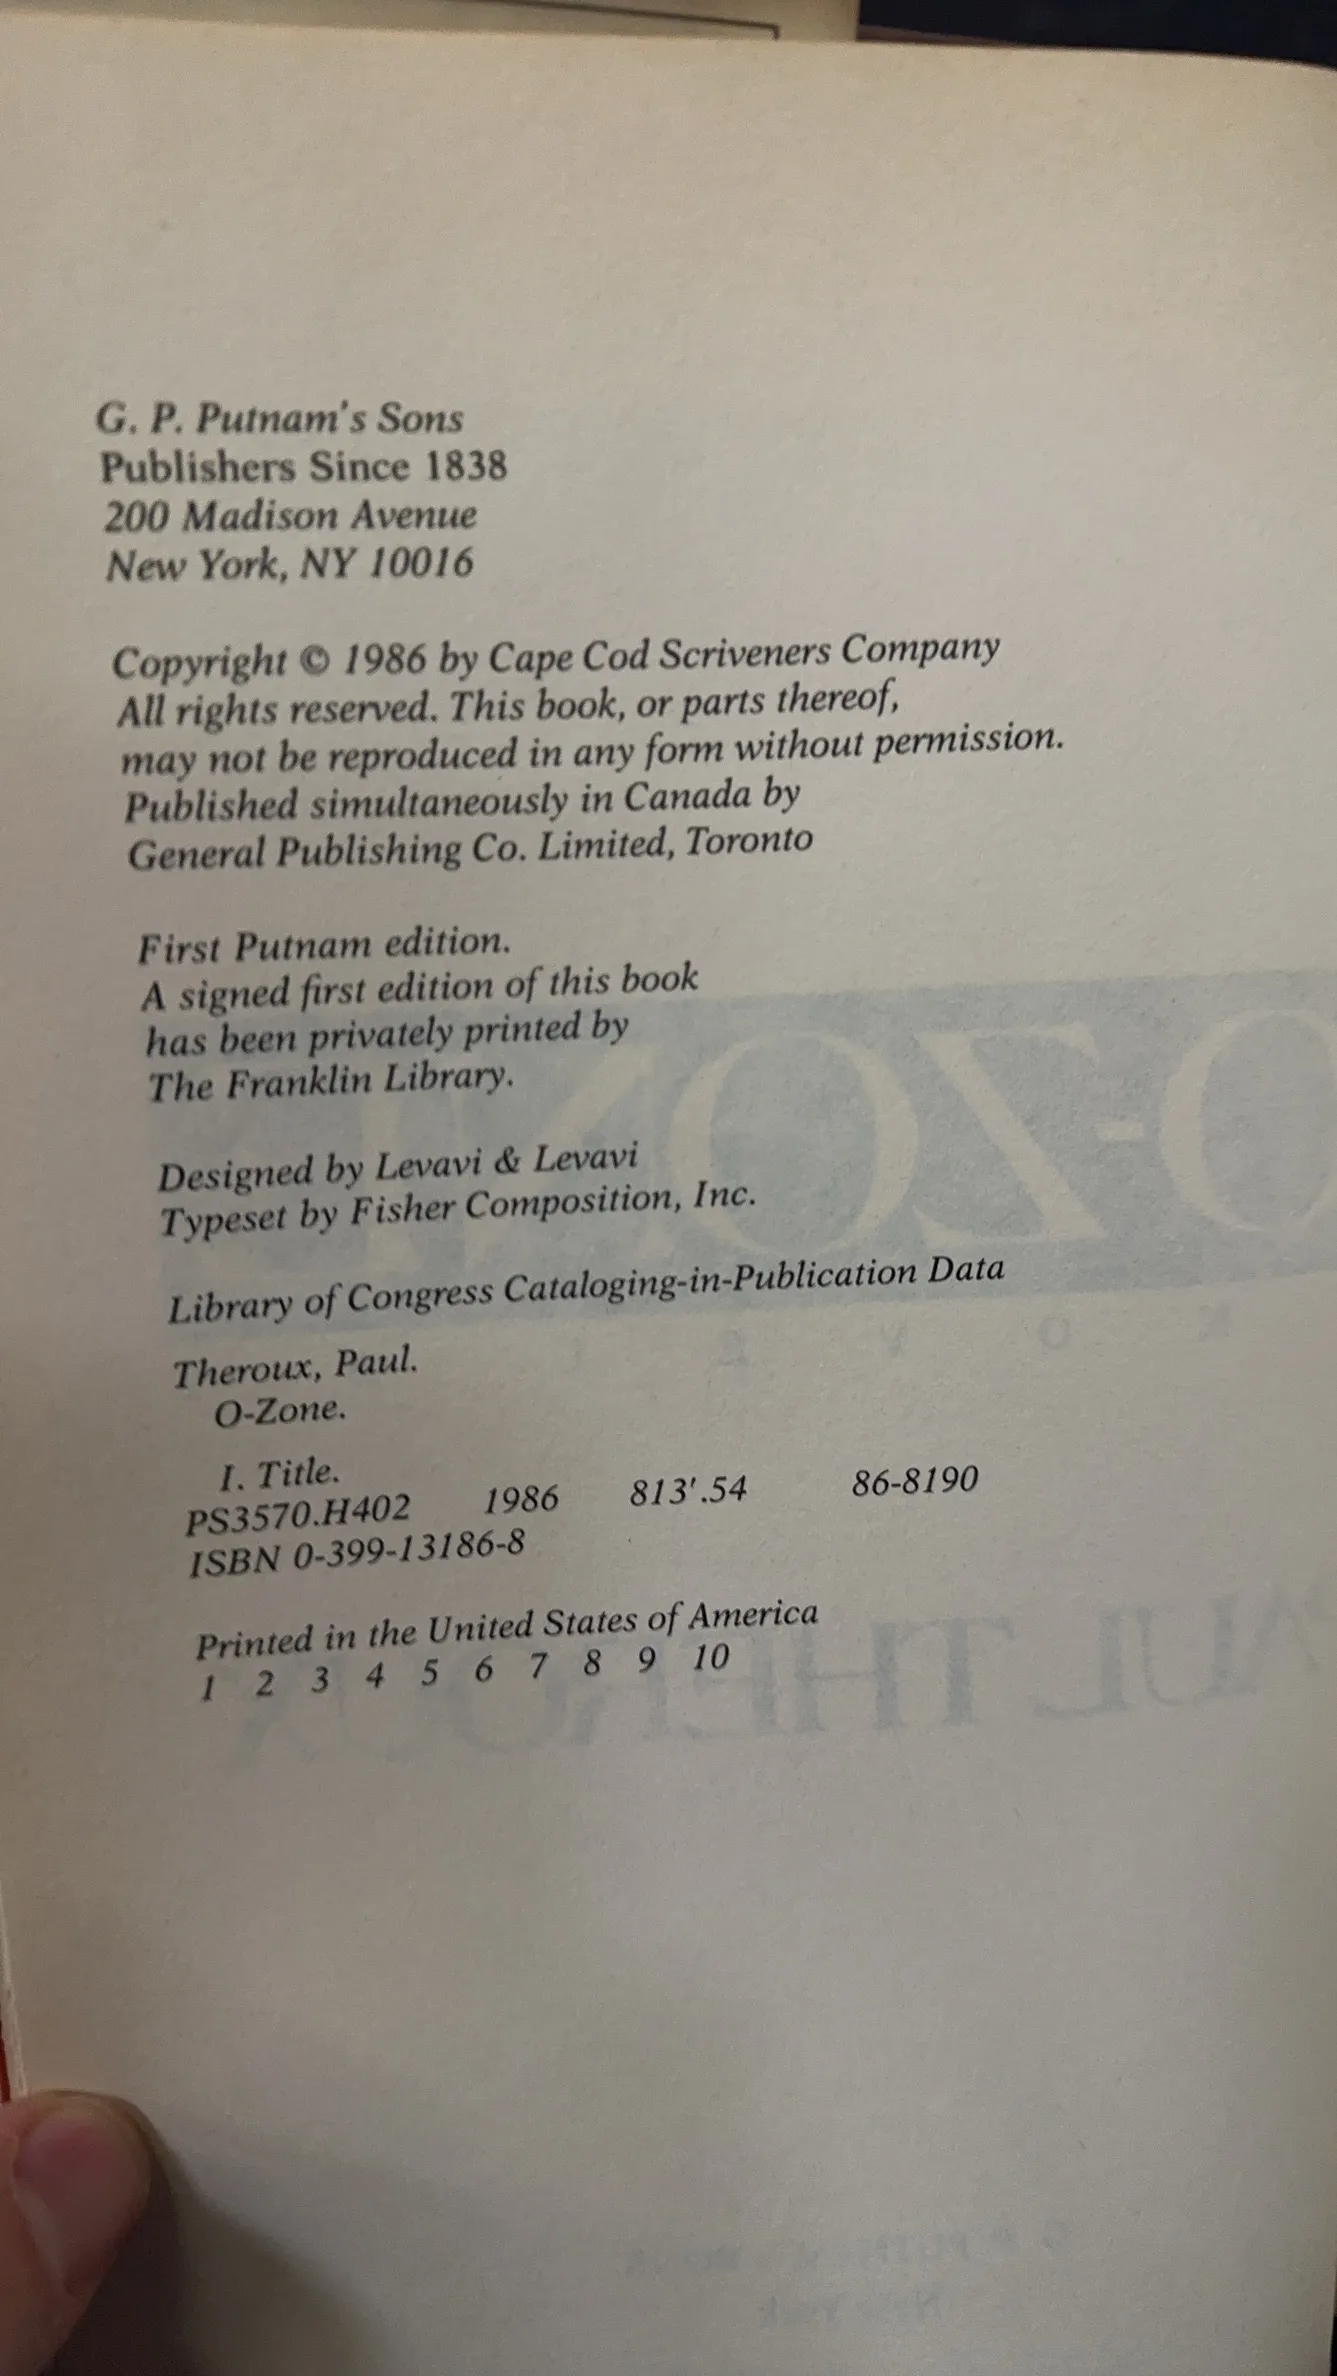 G. P. Putnam's Sons
Publishers Since 1838
200 Madison Avenue
New York, NY 10016
Copyright © 1986 by Cape Cod Scriveners Company
All rights reserved. This book, or parts thereof,
may not be reproduced in any form without permission.
Published simultaneously in Canada by
General Publishing Co. Limited, Toronto
First Putnam edition.
A signed first edition of this book
has been privately printed by
The Franklin Library.
Designed by Levavi & Levavi
Typeset by Fisher Composition, Inc.
Library of Congress Cataloging-in-Publication Data
Theroux, Paul.
O-Zone.
I. Title.
PS3570.H402 1986 813'.54 86-8190
ISBN 0-399-13186-8
Printed in the United States of America
1 2 3 4 5 6 7 8 9 10